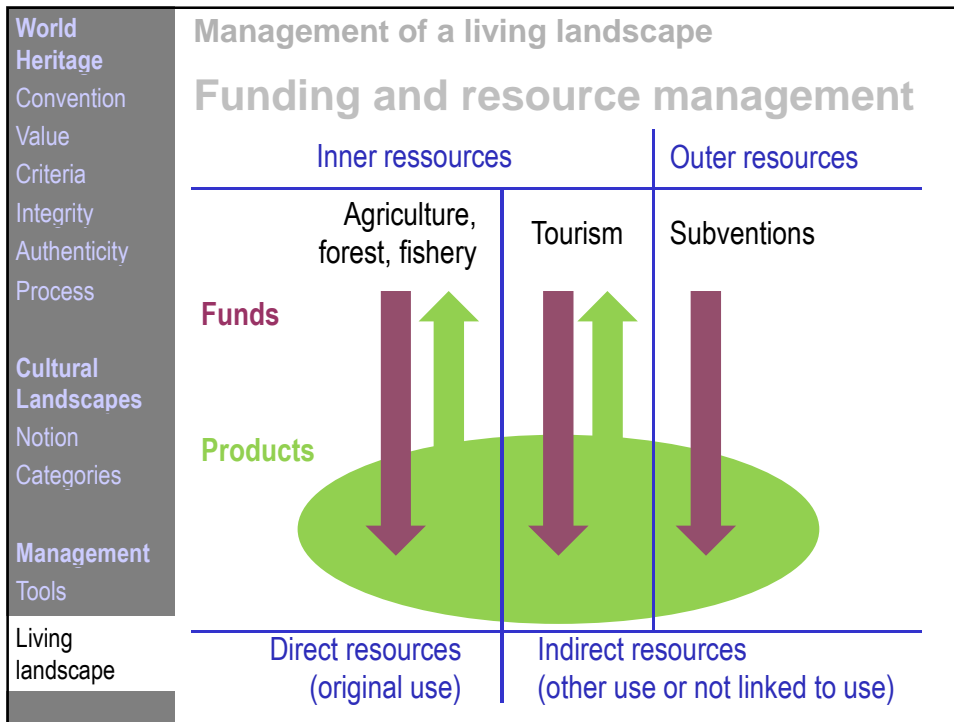 World
Heritage
Convention
Value
Criteria
Integrity
Authenticity
Process
Cultural
Landscapes
Notion
Categories
Management
Tools
Living
landscape
Management of a living landscape
Funding and resource management
Inner ressources
Outer resources
Agriculture,
forest, fishery
Tourism
Subventions
Funds
Products
Direct resources
(original use)
Indirect resources
(other use or not linked to use)